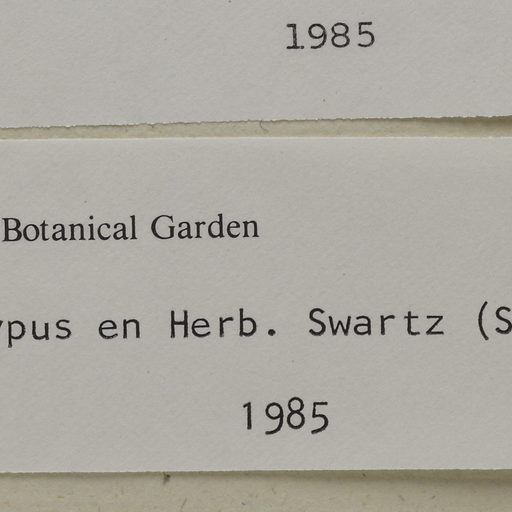 1985
Botanical Garden
ypus en Herb. Swartz (S
1985